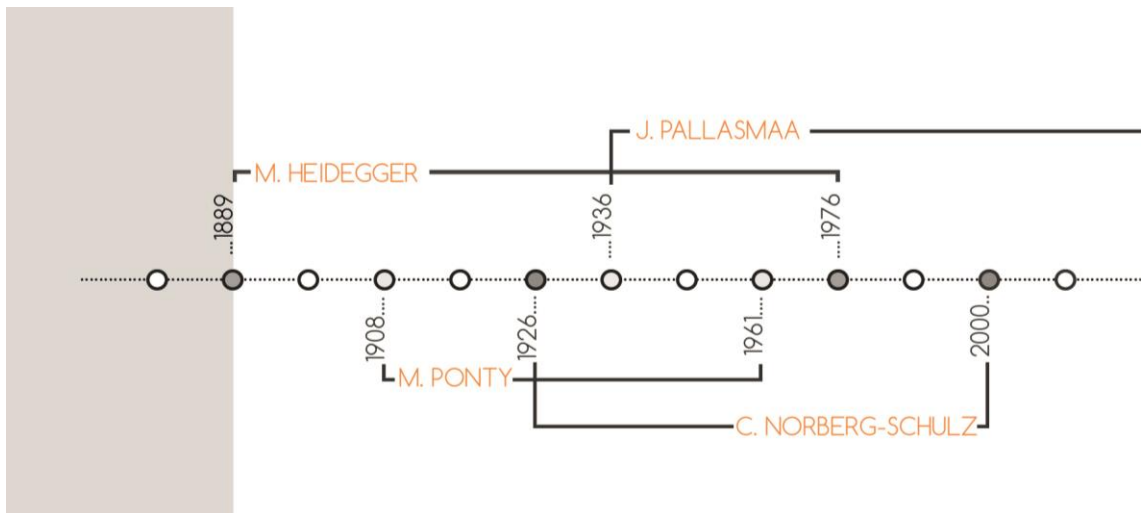 J. PALLASMAA
M. HEIDEGGER
...1889
....1936
....1976
1908....
1926....
1961....
2000..
M. PONTY
C. NORBERG-SCHULZ